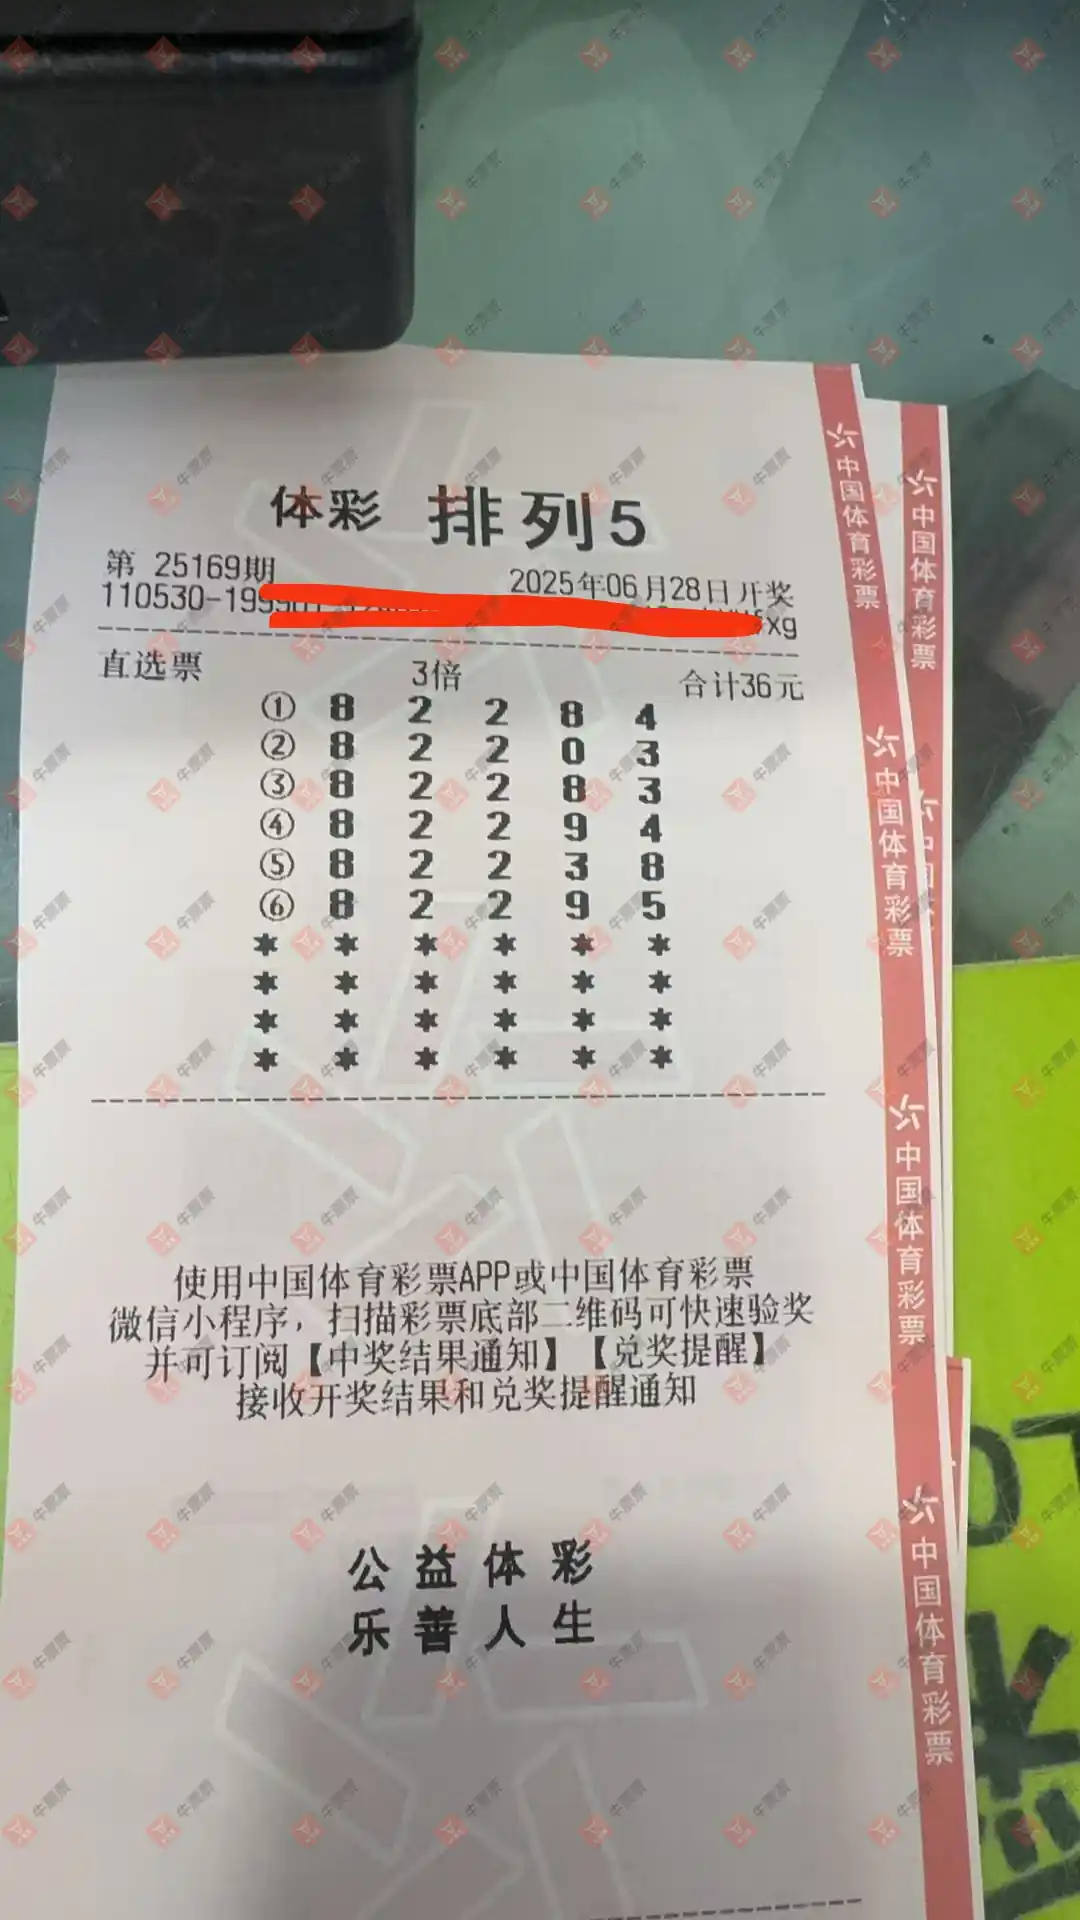 体彩 排列5
第 25169期
2025年06月28日开奖
110530-199
xg
直选票 3倍 合计36元
① 8 2 2 8 4
② 8 2 2 0 3
③ 8 2 2 8 3
④ 8 2 2 9 4
⑤ 8 2 2 3 8
⑥ 8 2 2 9 5
* * * * * *
* * * * * *
* * * * * *
* * * * * *
使用中国体育彩票APP或中国体育彩票
微信小程序，扫描彩票底部二维码可快速验奖
并可订阅【中奖结果通知】【兑奖提醒】
接收开奖结果和兑奖提醒通知
公益体彩
乐善人生
中国体育彩票
中国体育彩票
中国体育彩票
中国体育彩票
中国体育彩票
牛票票